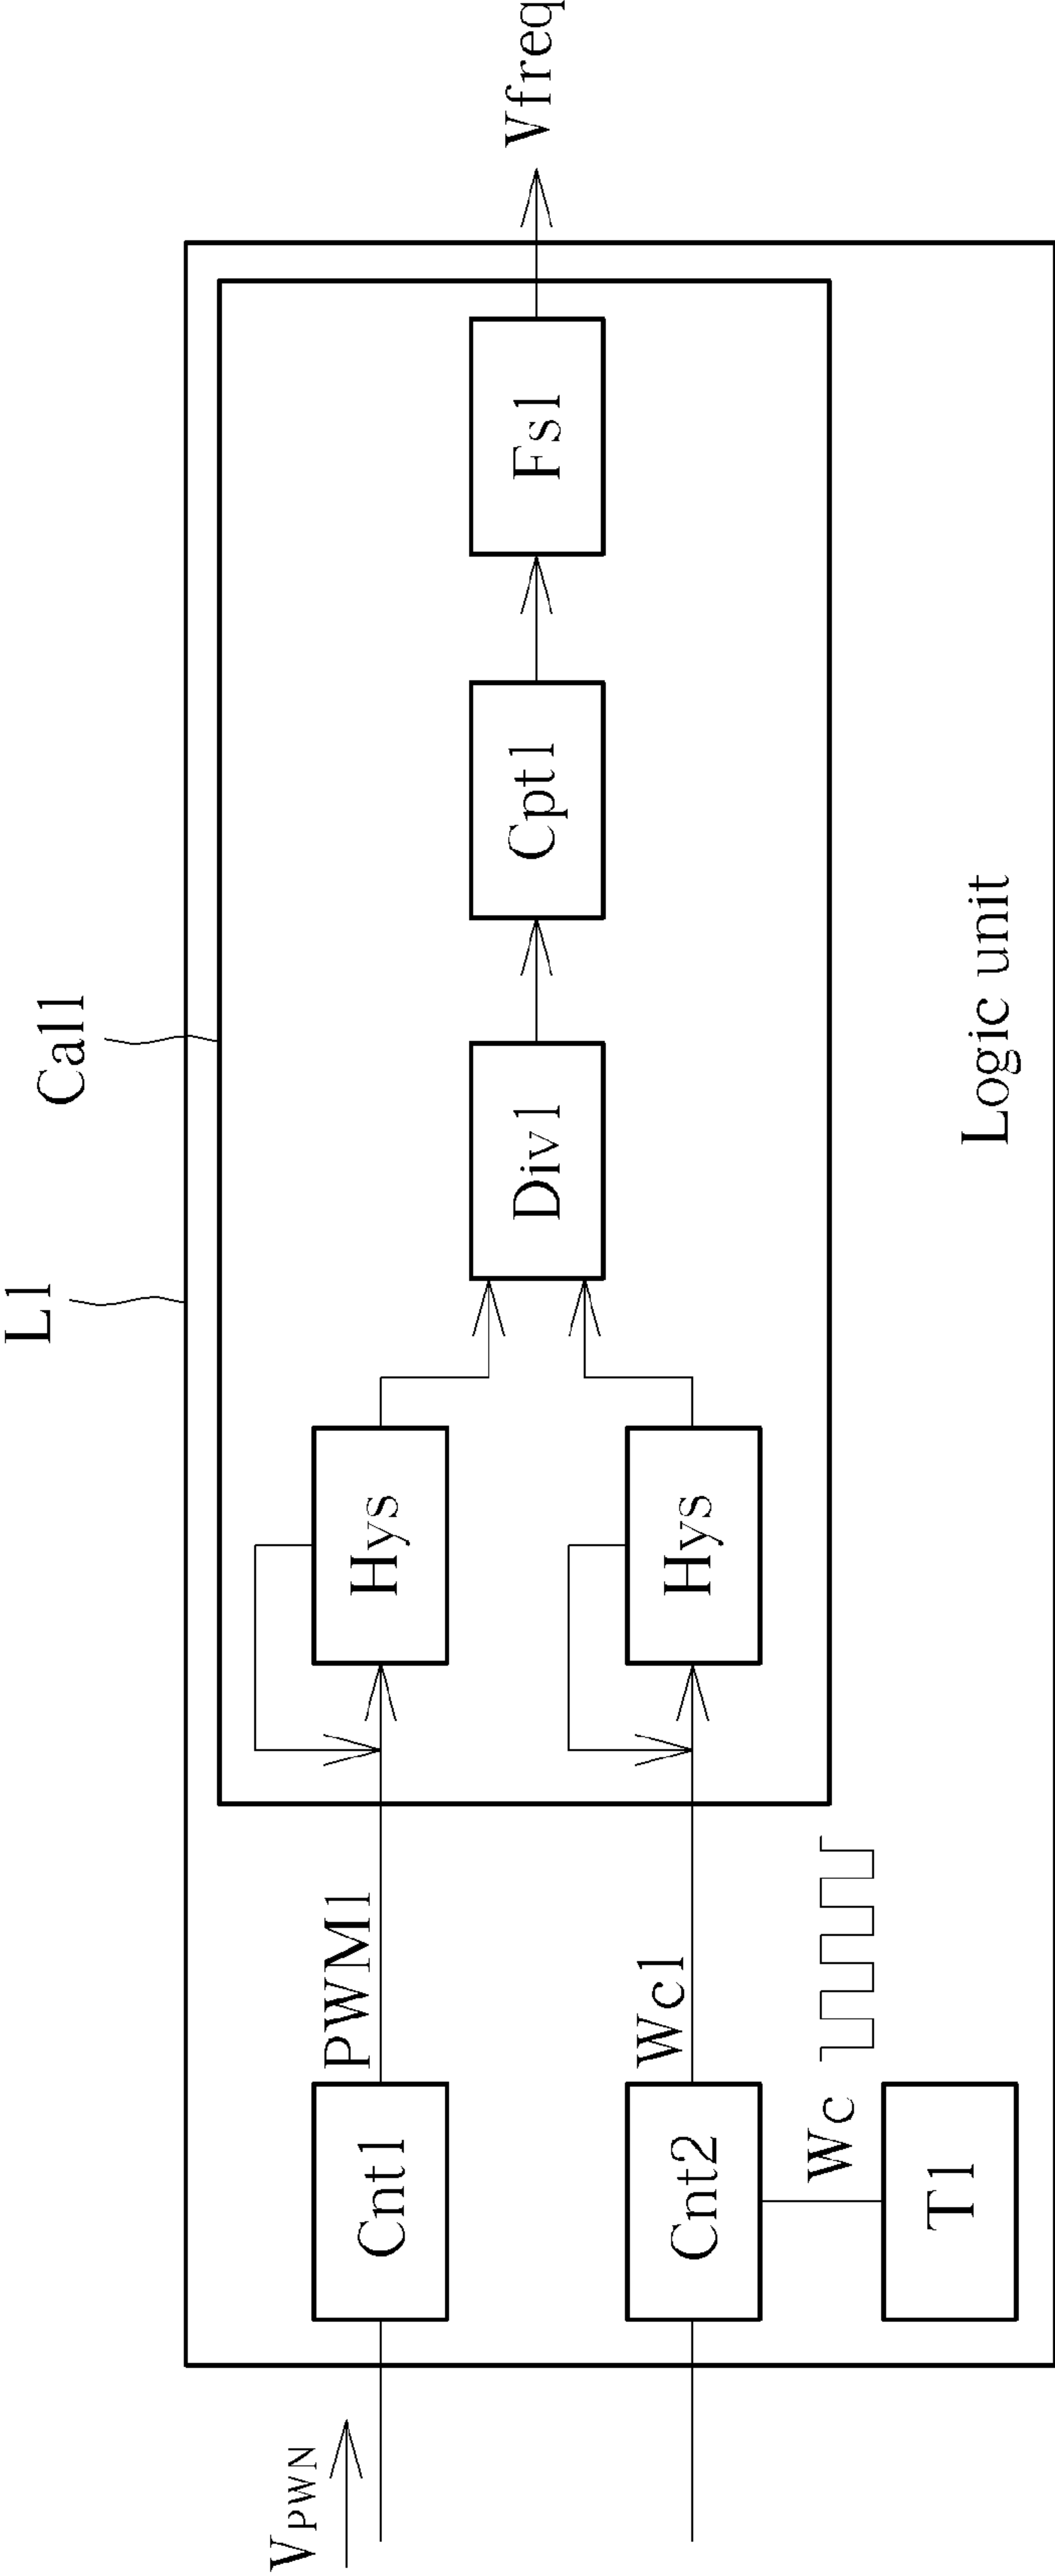 L1
Cal1
VPWN
Cnt1
PWM1
Hys
Div1
Cpt1
Fs1
Vfreq
Cnt2
Wc1
Hys
Wc
T1
Logic unit